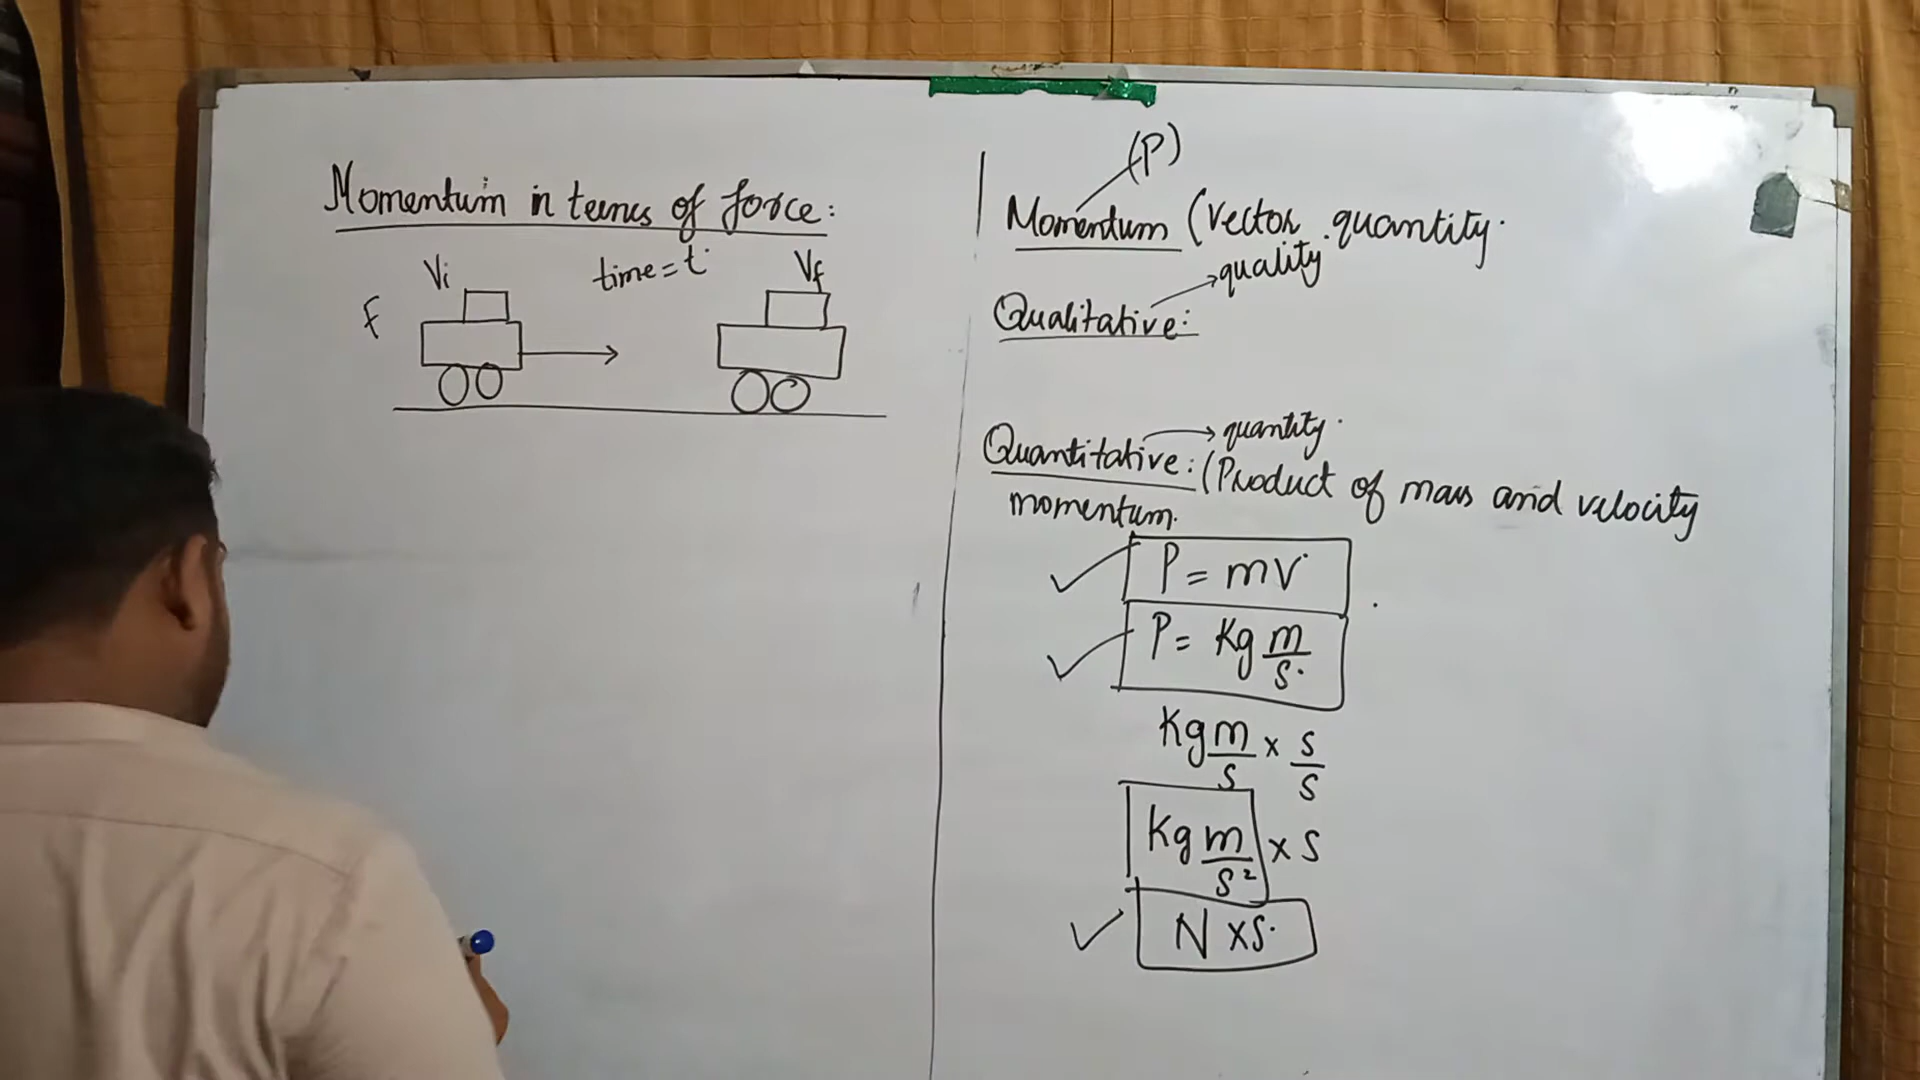 Momentum in terms of force:
Vi
time = t
Vf
F
(P)
Momentum (Vector quantity.
Qualitative: → quality
Quantitative: → quantity.
(Product of mass and velocity
momentum.
P = mv
P = Kg m/s.
Kg m/s × s/s
Kg m/s² × s
N × s.